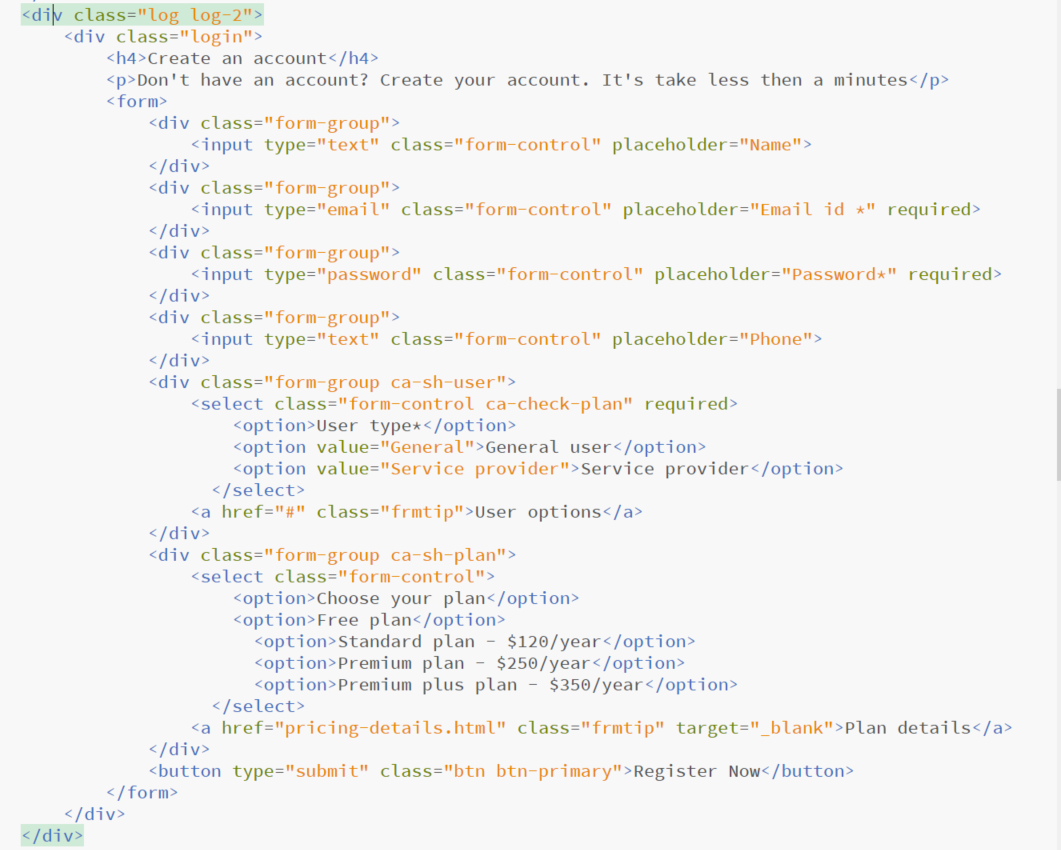 <div class="log log-2">
    <div class="login">
        <h4>Create an account</h4>
        <p>Don't have an account? Create your account. It's take less then a minutes</p>
        <form>
            <div class="form-group">
                <input type="text" class="form-control" placeholder="Name">
            </div>
            <div class="form-group">
                <input type="email" class="form-control" placeholder="Email id *" required>
            </div>
            <div class="form-group">
                <input type="password" class="form-control" placeholder="Password*" required>
            </div>
            <div class="form-group">
                <input type="text" class="form-control" placeholder="Phone">
            </div>
            <div class="form-group ca-sh-user">
                <select class="form-control ca-check-plan" required>
                    <option>User type*</option>
                    <option value="General">General user</option>
                    <option value="Service provider">Service provider</option>
                  </select>
                <a href="#" class="frmtip">User options</a>
            </div>
            <div class="form-group ca-sh-plan">
                <select class="form-control">
                    <option>Choose your plan</option>
                    <option>Free plan</option>
                      <option>Standard plan - $120/year</option>
                      <option>Premium plan - $250/year</option>
                      <option>Premium plus plan - $350/year</option>
                  </select>
                <a href="pricing-details.html" class="frmtip" target="_blank">Plan details</a>
            </div>
            <button type="submit" class="btn btn-primary">Register Now</button>
        </form>
    </div>
</div>